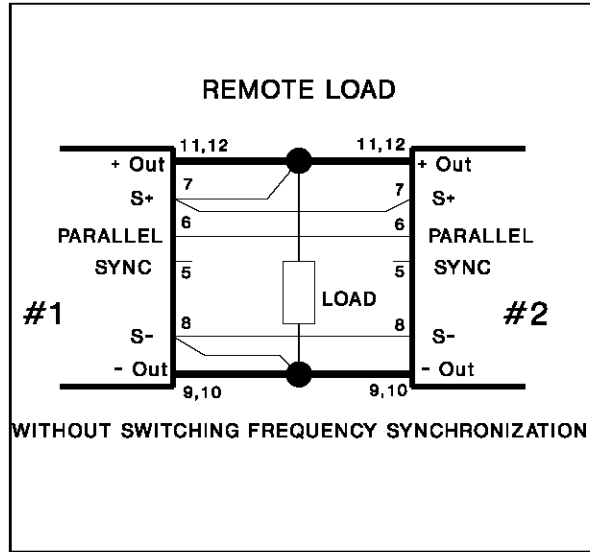 REMOTE LOAD
11,12 11,12
+ Out + Out
S+ 7 7 S+
PARALLEL 6 6 PARALLEL
SYNC 5 5 SYNC
#1 LOAD #2
S- 8 8 S-
- Out - Out
9,10 9,10
WITHOUT SWITCHING FREQUENCY SYNCHRONIZATION